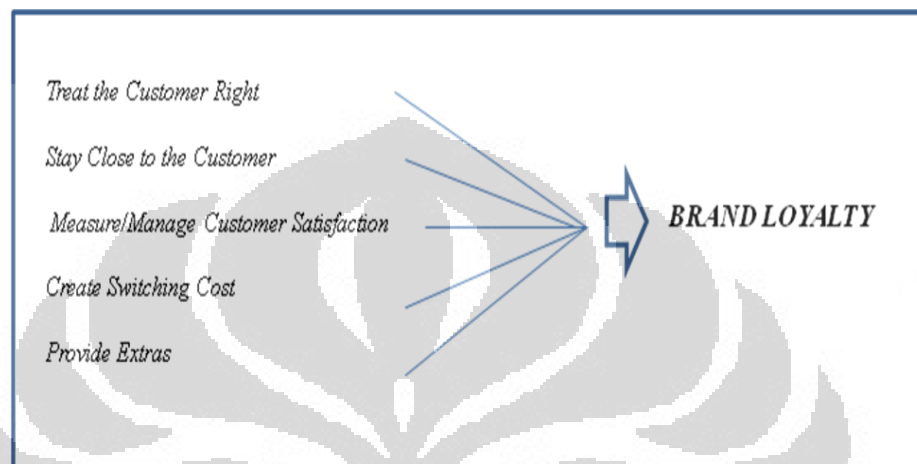 Treat the Customer Right
Stay Close to the Customer
Measure/Manage Customer Satisfaction
Create Switching Cost
Provide Extras
BRAND LOYALTY